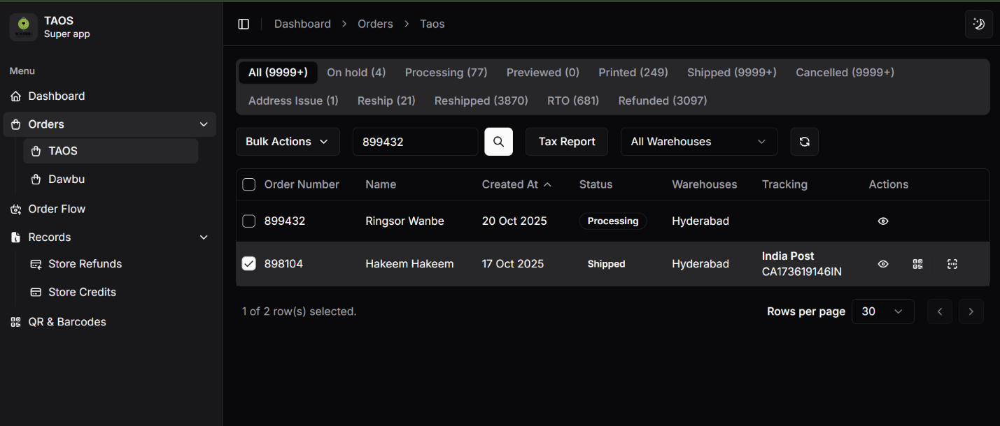 TAOS
Super app
Menu
Dashboard
Orders
TAOS
Dawbu
Order Flow
Records
Store Refunds
Store Credits
QR & Barcodes
Dashboard > Orders > Taos
All (9999+) On hold (4) Processing (77) Previewed (0) Printed (249) Shipped (9999+) Cancelled (9999+)
Address Issue (1) Reship (21) Reshipped (3870) RTO (681) Refunded (3097)
Bulk Actions 899432 Tax Report All Warehouses
Order Number Name Created At Status Warehouses Tracking Actions
899432 Ringsor Wanbe 20 Oct 2025 Processing Hyderabad
898104 Hakeem Hakeem 17 Oct 2025 Shipped Hyderabad India Post
CA173619146IN
1 of 2 row(s) selected. Rows per page 30